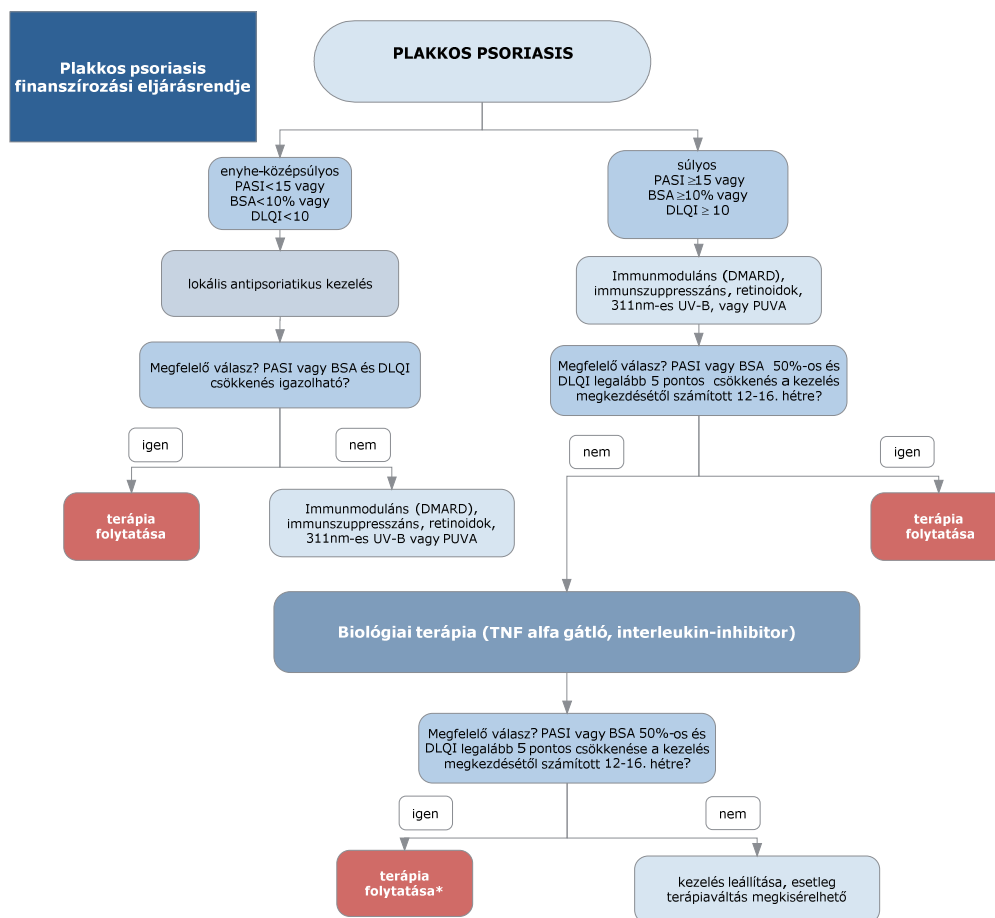 Plakkos psoriasis
finanszírozási eljárásrendje
PLAKKOS PSORIASIS
enyhe-középsúlyos
PASI<15 vagy
BSA<10% vagy
DLQI<10
súlyos
PASI ≥15 vagy
BSA ≥10% vagy
DLQI ≥ 10
lokális antipsoriatikus kezelés
Immunmoduláns (DMARD),
immunszuppresszáns, retinoidok,
311nm-es UV-B, vagy PUVA
Megfelelő válasz? PASI vagy BSA és DLQI
csökkenés igazolható?
Megfelelő válasz? PASI vagy BSA 50%-os és
DLQI legalább 5 pontos csökkenés a kezelés
megkezdésétől számított 12-16. hétre?
igen
nem
nem
igen
terápia
folytatása
Immunmoduláns (DMARD),
immunszuppresszáns, retinoidok,
311nm-es UV-B vagy PUVA
terápia
folytatása
Biológiai terápia (TNF alfa gátló, interleukin-inhibitor)
Megfelelő válasz? PASI vagy BSA 50%-os és
DLQI legalább 5 pontos csökkenése a kezelés
megkezdésétől számított 12-16. hétre?
igen
nem
terápia
folytatása*
kezelés leállítása, esetleg
terápiaváltás megkisérelhető